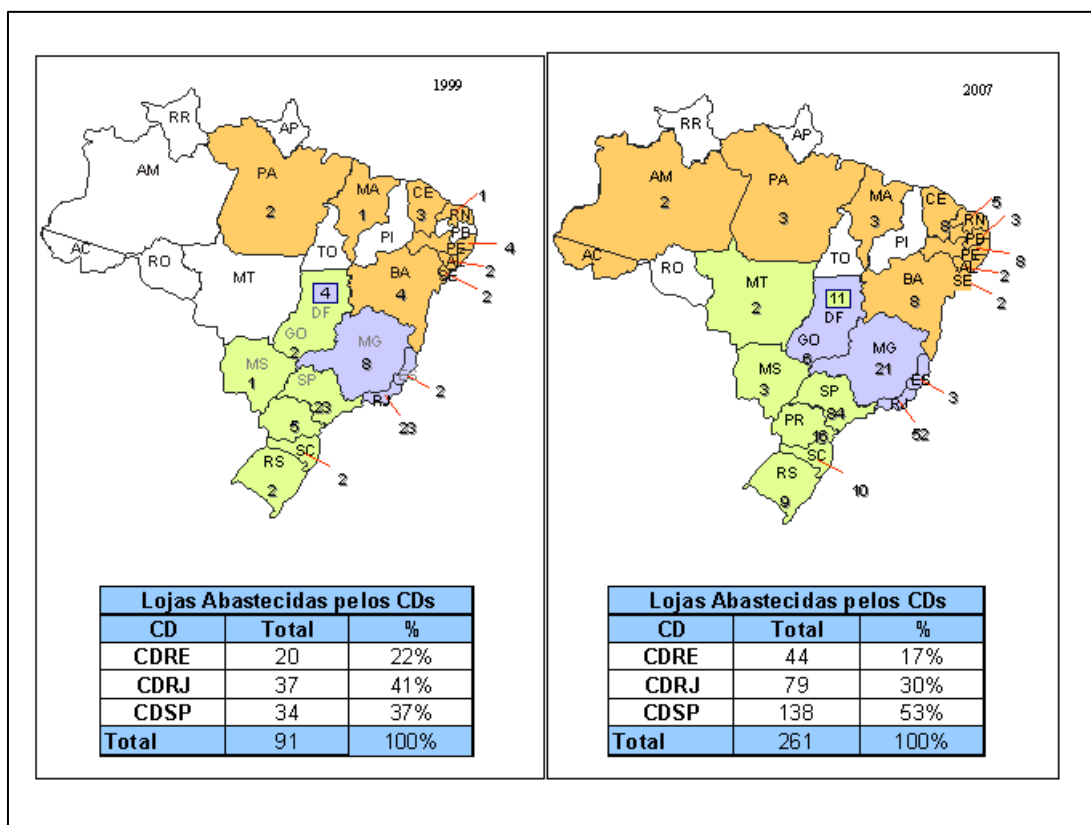 1999
RR
AP
AM
PA
2
MA
1
CE
3
1
RN
PB
PE
4
AL
2
SE
2
PI
TO
AC
RO
MT
BA
4
4
DF
GO
2
MG
8
ES
2
MS
1
SP
23
RJ
23
5
SC
2
RS
2
Lojas Abastecidas pelos CDs
CD Total %
CDRE 20 22%
CDRJ 37 41%
CDSP 34 37%
Total 91 100%
2007
RR
AP
AM
2
PA
3
MA
3
CE
8
5
RN
PB
3
PE
8
AL
2
SE
2
PI
TO
AC
RO
MT
2
BA
8
11
DF
GO
6
MG
21
ES
3
MS
3
SP
84
RJ
52
PR
16
SC
10
RS
9
Lojas Abastecidas pelos CDs
CD Total %
CDRE 44 17%
CDRJ 79 30%
CDSP 138 53%
Total 261 100%